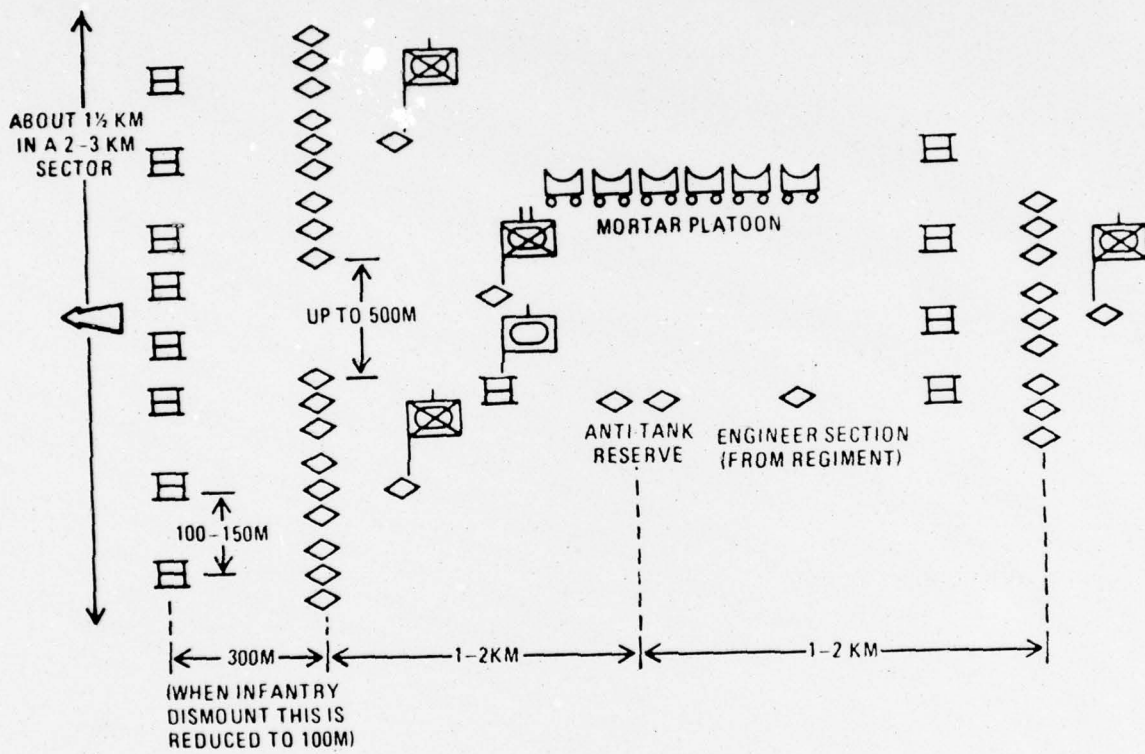 ABOUT 1½ KM
IN A 2-3 KM
SECTOR
MORTAR PLATOON
UP TO 500M
ANTI-TANK
RESERVE
ENGINEER SECTION
(FROM REGIMENT)
100-150M
300M
1-2KM
1-2 KM
(WHEN INFANTRY
DISMOUNT THIS IS
REDUCED TO 100M)